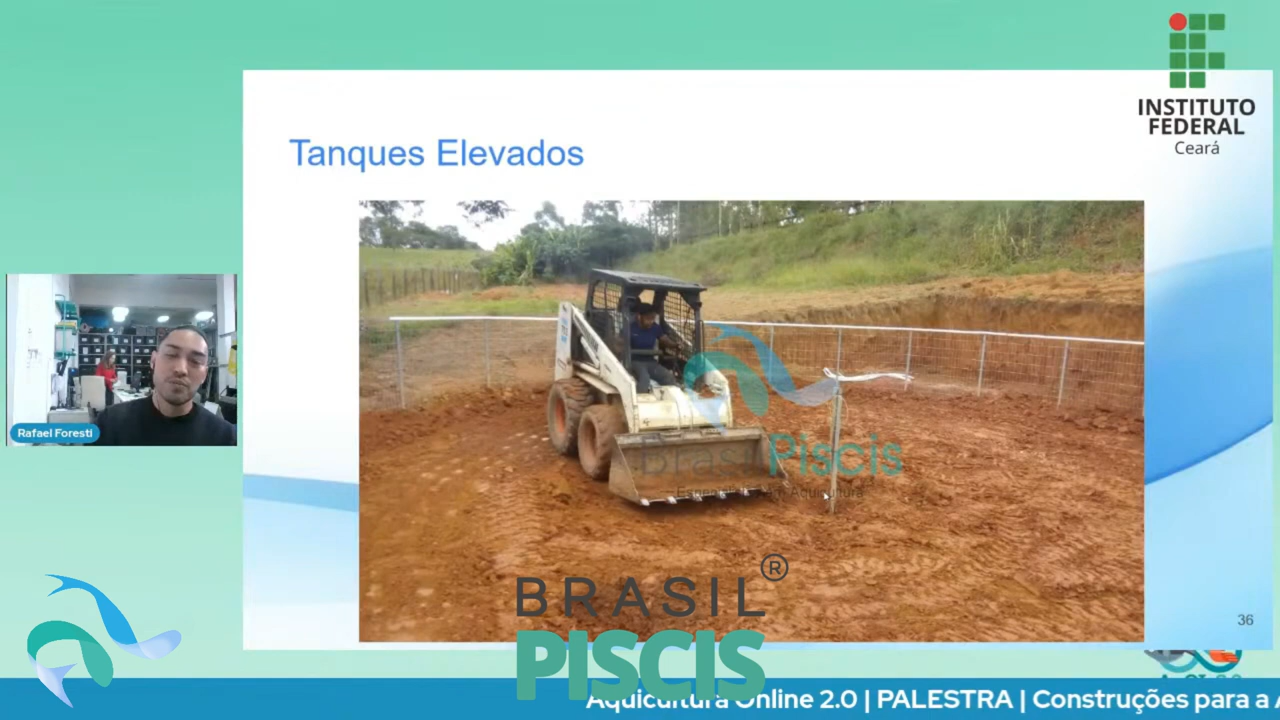 INSTITUTO
FEDERAL
Ceará
Tanques Elevados
Rafael Foresti
Brasil Piscis
BRASIL®
PISCIS
36
Aquicultura Online 2.0 | PALESTRA | Construções para a